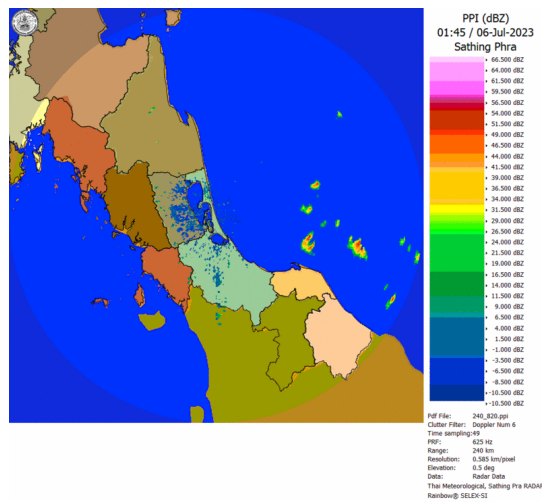 PPI (dBZ)
01:45 / 06-Jul-2023
Sathing Phra
66.500 dBZ
64.000 dBZ
61.500 dBZ
59.500 dBZ
56.500 dBZ
54.000 dBZ
51.500 dBZ
49.000 dBZ
46.500 dBZ
44.000 dBZ
41.500 dBZ
39.000 dBZ
36.500 dBZ
34.000 dBZ
31.500 dBZ
29.000 dBZ
26.500 dBZ
24.000 dBZ
21.500 dBZ
19.000 dBZ
16.500 dBZ
14.000 dBZ
11.500 dBZ
9.000 dBZ
6.500 dBZ
4.000 dBZ
1.500 dBZ
-1.000 dBZ
-3.500 dBZ
-6.500 dBZ
-8.500 dBZ
-10.500 dBZ
-10.500 dBZ
Pdf File: 240_820.ppi
Clutter Filter: Doppler Num 6
Time sampling:49
PRF: 625 Hz
Range: 240 km
Resolution: 0.585 km/pixel
Elevation: 0.5 deg
Data: Radar Data
Thai Meteorological, Sathing Pra RADAR
Rainbow® SELEX-SI